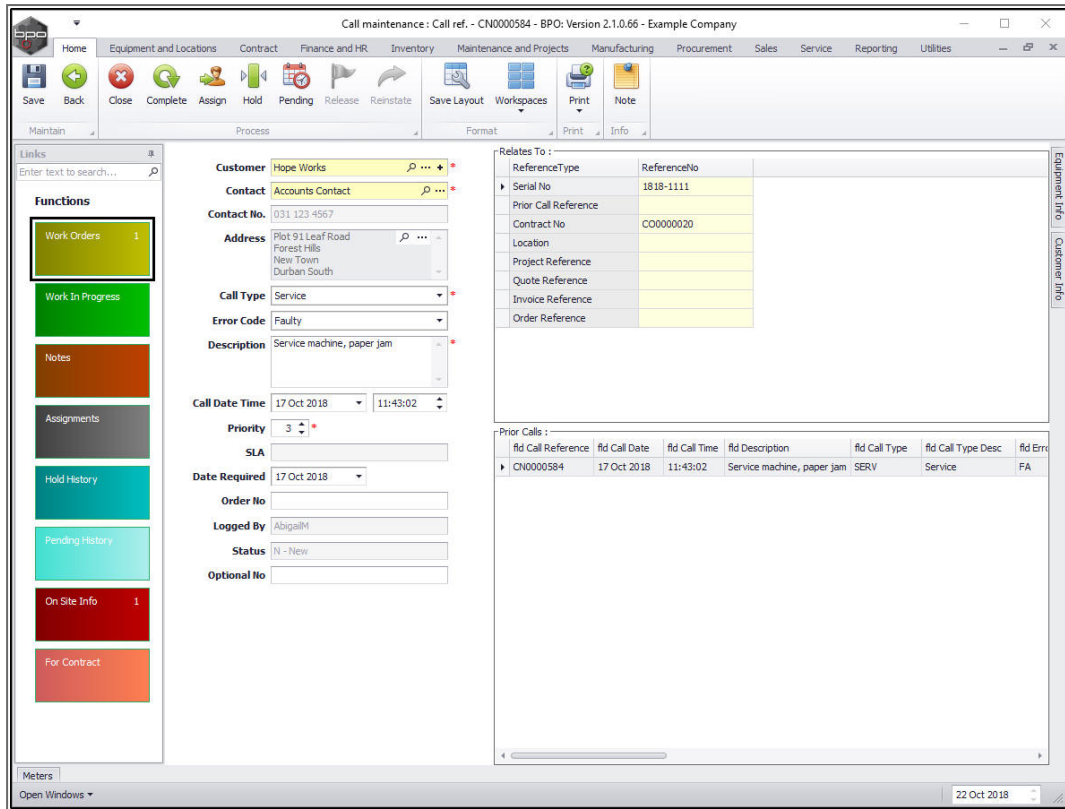 bpo
Call maintenance : Call ref. - CN0000584 - BPO: Version 2.1.0.66 - Example Company
Home Equipment and Locations Contract Finance and HR Inventory Maintenance and Projects Manufacturing Procurement Sales Service Reporting Utilities
Save Back Close Complete Assign Hold Pending Release Reinstate Save Layout Workspaces Print Note
Maintain Process Format Print Info
Links
Enter text to search...
Functions
Work Orders 1
Work In Progress
Notes
Assignments
Hold History
Pending History
On Site Info 1
For Contract
Customer Hope Works *
Contact Accounts Contact *
Contact No. 031 123 4567
Address Plot 91 Leaf Road
Forest Hills
New Town
Durban South
Call Type Service *
Error Code Faulty
Description Service machine, paper jam *
Call Date Time 17 Oct 2018 11:43:02
Priority 3 *
SLA
Date Required 17 Oct 2018
Order No
Logged By AbigailM
Status N - New
Optional No
Relates To :
ReferenceType ReferenceNo
Serial No 1818-1111
Prior Call Reference
Contract No CO0000020
Location
Project Reference
Quote Reference
Invoice Reference
Order Reference
Prior Calls :
fld Call Reference fld Call Date fld Call Time fld Description fld Call Type fld Call Type Desc fld Erro
CN0000584 17 Oct 2018 11:43:02 Service machine, paper jam SERV Service FA
Equipment Info
Customer Info
Meters
Open Windows
22 Oct 2018